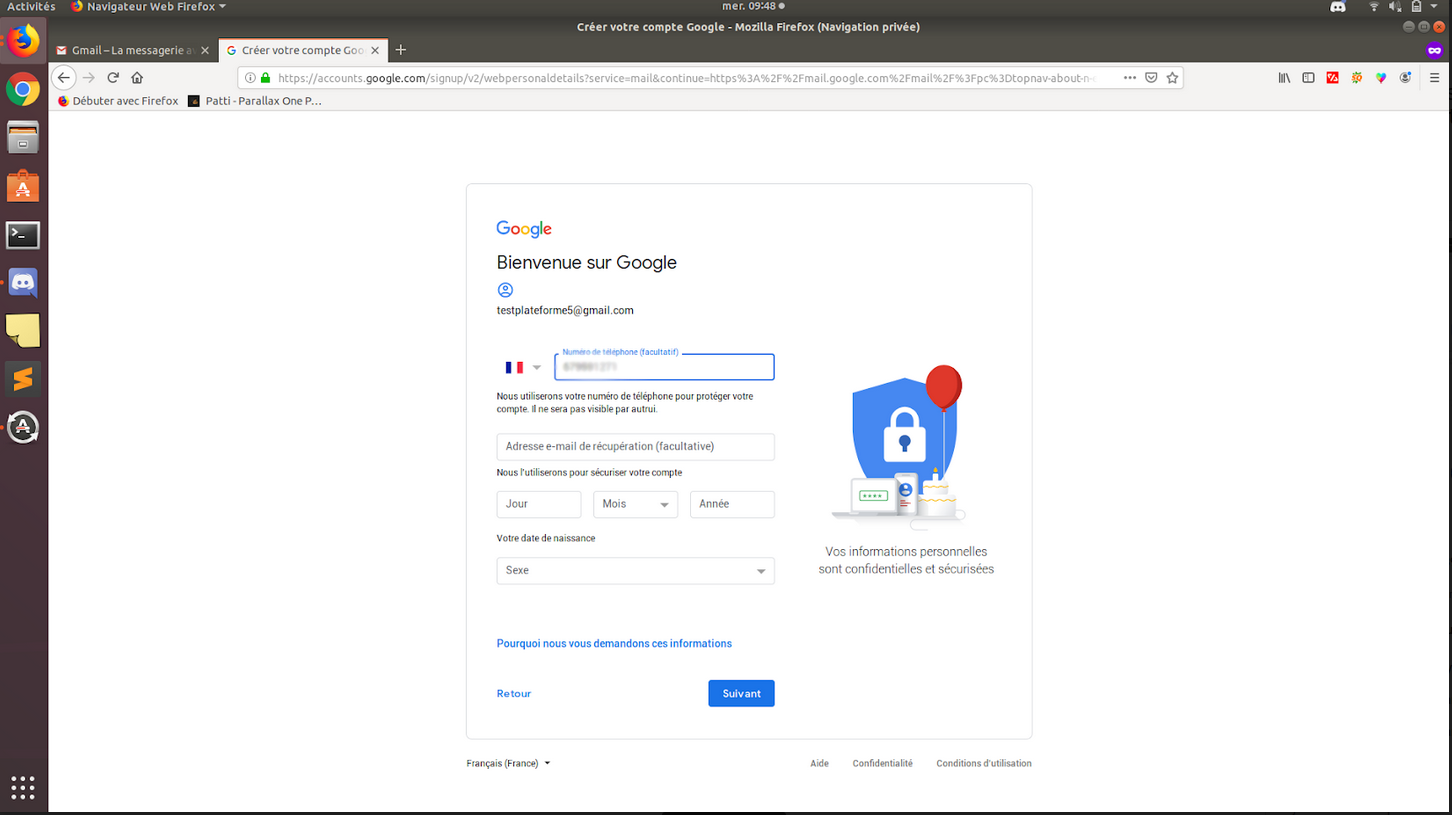 Activités
Navigateur Web Firefox
mer. 09:48
Créer votre compte Google - Mozilla Firefox (Navigation privée)
Gmail – La messagerie
Créer votre compte
https://accounts.google.com/signup/v2/webpersonaldetails?service=mail&continue=https%3A%2F%2Fmail.google.com%2Fmail%2F%3Fpc%3Dtopnav-about-n-
Débuter avec Firefox
Patti - Parallax One P…
Google
Bienvenue sur Google
testplateforme5@gmail.com
Numéro de téléphone (facultatif)
Nous utiliserons votre numéro de téléphone pour protéger votre
compte. Il ne sera pas visible par autrui.
Adresse e-mail de récupération (facultative)
Nous l'utiliserons pour sécuriser votre compte
Jour
Mois
Année
Votre date de naissance
Sexe
Vos informations personnelles
sont confidentielles et sécurisées
Pourquoi nous vous demandons ces informations
Retour
Suivant
Français (France)
Aide
Confidentialité
Conditions d'utilisation